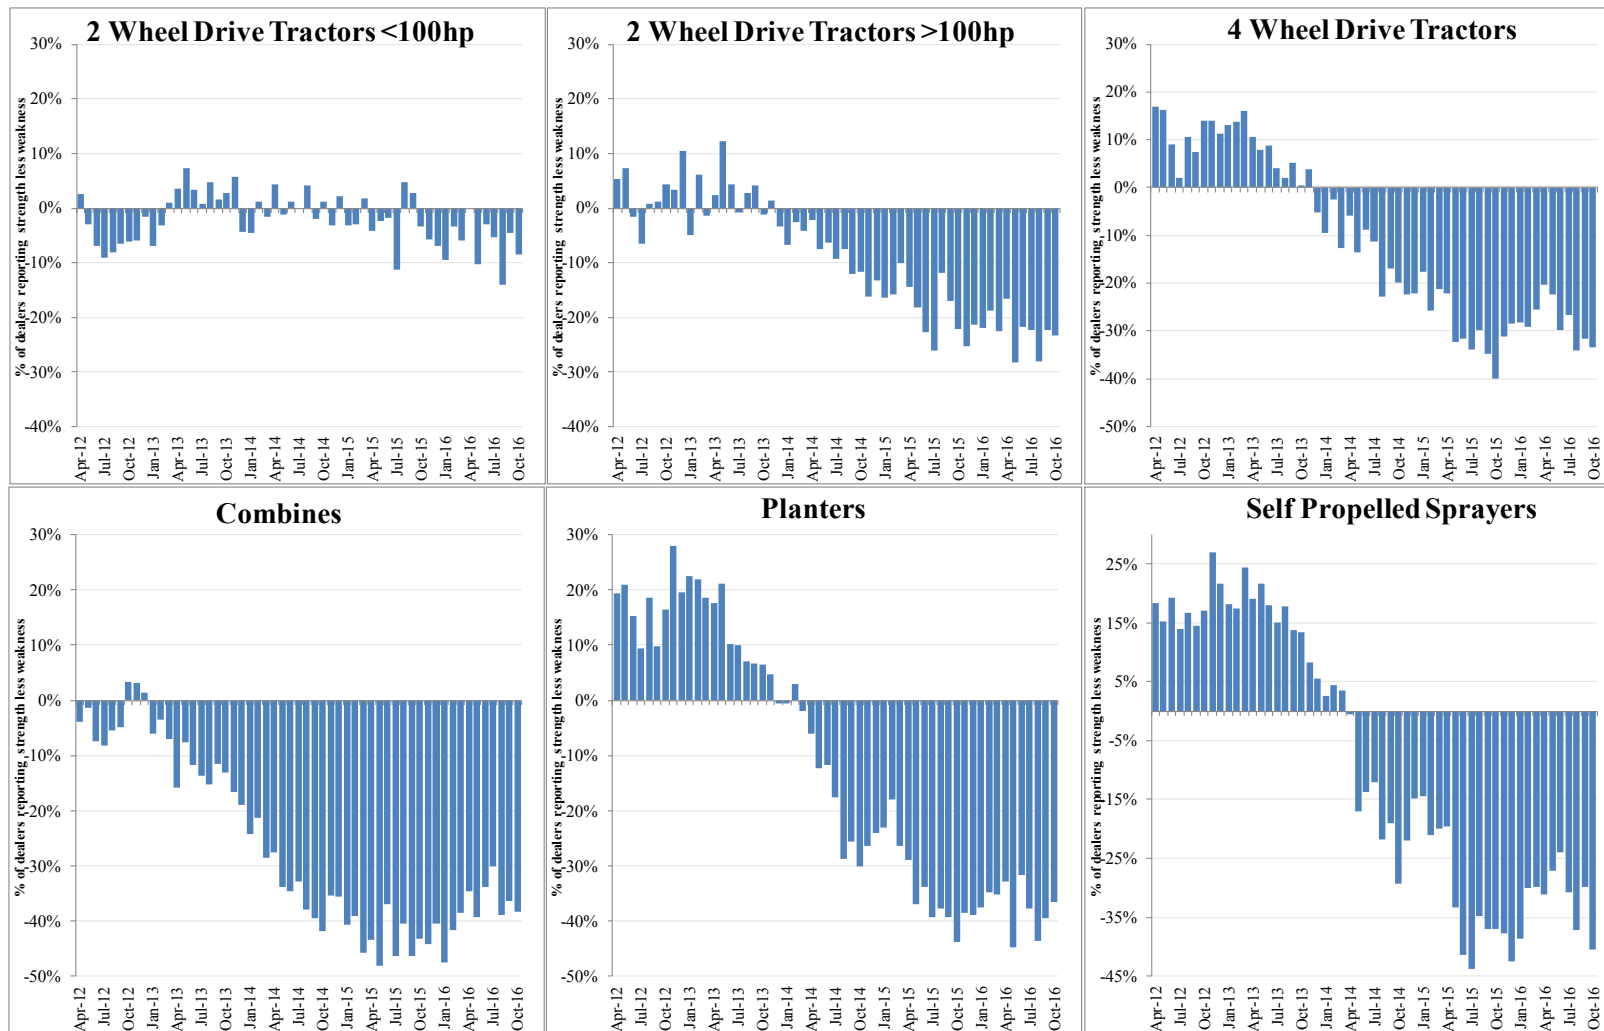 2 Wheel Drive Tractors <100hp
% of dealers reporting strength less weakness
30%
20%
10%
0%
-10%
-20%
-30%
-40%
Apr-12
Jul-12
Oct-12
Jan-13
Apr-13
Jul-13
Oct-13
Jan-14
Apr-14
Jul-14
Oct-14
Jan-15
Apr-15
Jul-15
Oct-15
Jan-16
Apr-16
Jul-16
Oct-16
2 Wheel Drive Tractors >100hp
% of dealers reporting strength less weakness
30%
20%
10%
0%
-10%
-20%
-30%
-40%
Apr-12
Jul-12
Oct-12
Jan-13
Apr-13
Jul-13
Oct-13
Jan-14
Apr-14
Jul-14
Oct-14
Jan-15
Apr-15
Jul-15
Oct-15
Jan-16
Apr-16
Jul-16
Oct-16
4 Wheel Drive Tractors
% of dealers reporting strength less weakness
30%
20%
10%
0%
-10%
-20%
-30%
-40%
-50%
Apr-12
Jul-12
Oct-12
Jan-13
Apr-13
Jul-13
Oct-13
Jan-14
Apr-14
Jul-14
Oct-14
Jan-15
Apr-15
Jul-15
Oct-15
Jan-16
Apr-16
Jul-16
Oct-16
Combines
% of dealers reporting strength less weakness
30%
20%
10%
0%
-10%
-20%
-30%
-40%
-50%
Apr-12
Jul-12
Oct-12
Jan-13
Apr-13
Jul-13
Oct-13
Jan-14
Apr-14
Jul-14
Oct-14
Jan-15
Apr-15
Jul-15
Oct-15
Jan-16
Apr-16
Jul-16
Oct-16
Planters
% of dealers reporting strength less weakness
30%
20%
10%
0%
-10%
-20%
-30%
-40%
-50%
Apr-12
Jul-12
Oct-12
Jan-13
Apr-13
Jul-13
Oct-13
Jan-14
Apr-14
Jul-14
Oct-14
Jan-15
Apr-15
Jul-15
Oct-15
Jan-16
Apr-16
Jul-16
Oct-16
Self Propelled Sprayers
% of dealers reporting strength less weakness
25%
15%
5%
-5%
-15%
-25%
-35%
-45%
Apr-12
Jul-12
Oct-12
Jan-13
Apr-13
Jul-13
Oct-13
Jan-14
Apr-14
Jul-14
Oct-14
Jan-15
Apr-15
Jul-15
Oct-15
Jan-16
Apr-16
Jul-16
Oct-16